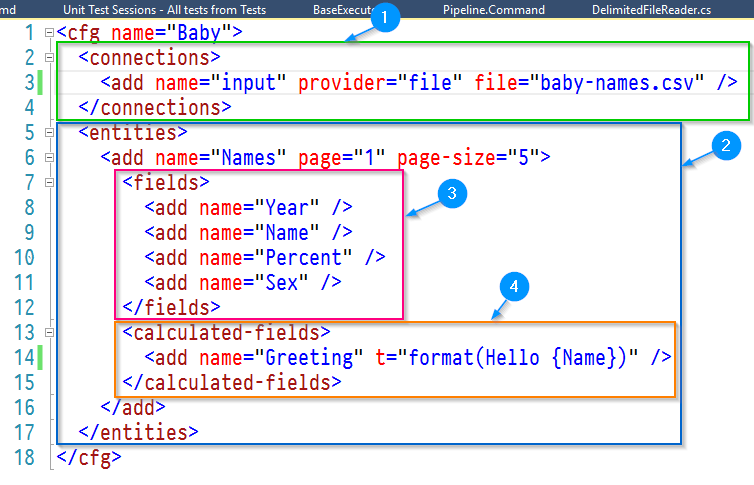 md Unit Test Sessions - All tests from Tests BaseExecute Pipeline.Command DelimitedFileReader.cs
1
1 <cfg name="Baby">
2 <connections>
3 <add name="input" provider="file" file="baby-names.csv" />
4 </connections>
5 <entities>
2
6 <add name="Names" page="1" page-size="5">
7 <fields>
3
8 <add name="Year" />
9 <add name="Name" />
10 <add name="Percent" />
11 <add name="Sex" />
4
12 </fields>
13 <calculated-fields>
14 <add name="Greeting" t="format(Hello {Name})" />
15 </calculated-fields>
16 </add>
17 </entities>
18 </cfg>